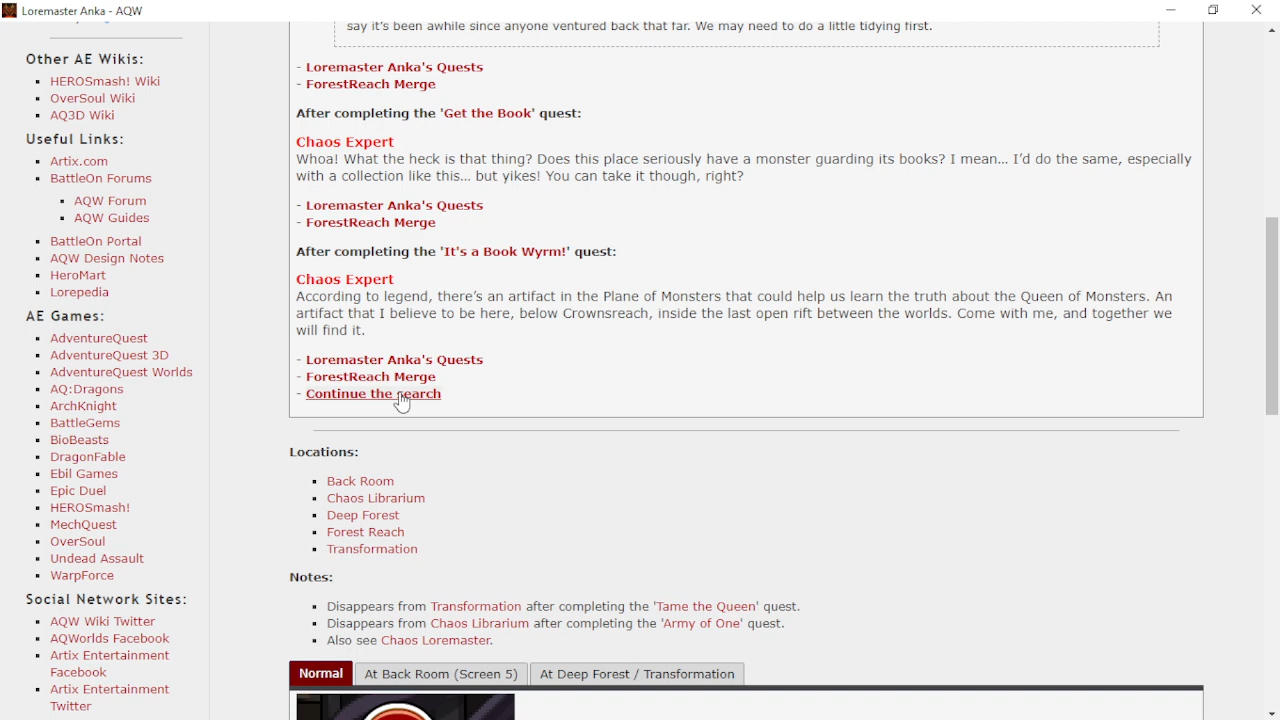 Loremaster Anka - AQW
Other AE Wikis:
HEROSmash! Wiki
OverSoul Wiki
AQ3D Wiki
Useful Links:
Artix.com
BattleOn Forums
AQW Forum
AQW Guides
BattleOn Portal
AQW Design Notes
HeroMart
Lorepedia
AE Games:
AdventureQuest
AdventureQuest 3D
AdventureQuest Worlds
AQ:Dragons
ArchKnight
BattleGems
BioBeasts
DragonFable
Ebil Games
Epic Duel
HEROSmash!
MechQuest
OverSoul
Undead Assault
WarpForce
Social Network Sites:
AQW Wiki Twitter
AQWorlds Facebook
Artix Entertainment
Facebook
Artix Entertainment
Twitter
say it's been awhile since anyone ventured back that far. We may need to do a little tidying first.
- Loremaster Anka's Quests
- ForestReach Merge
After completing the 'Get the Book' quest:
Chaos Expert
Whoa! What the heck is that thing? Does this place seriously have a monster guarding its books? I mean... I'd do the same, especially
with a collection like this... but yikes! You can take it though, right?
- Loremaster Anka's Quests
- ForestReach Merge
After completing the 'It's a Book Wyrm!' quest:
Chaos Expert
According to legend, there's an artifact in the Plane of Monsters that could help us learn the truth about the Queen of Monsters. An
artifact that I believe to be here, below Crownsreach, inside the last open rift between the worlds. Come with me, and together we
will find it.
- Loremaster Anka's Quests
- ForestReach Merge
- Continue the search
Locations:
Back Room
Chaos Librarium
Deep Forest
Forest Reach
Transformation
Notes:
Disappears from Transformation after completing the 'Tame the Queen' quest.
Disappears from Chaos Librarium after completing the 'Army of One' quest.
Also see Chaos Loremaster.
Normal
At Back Room (Screen 5)
At Deep Forest / Transformation